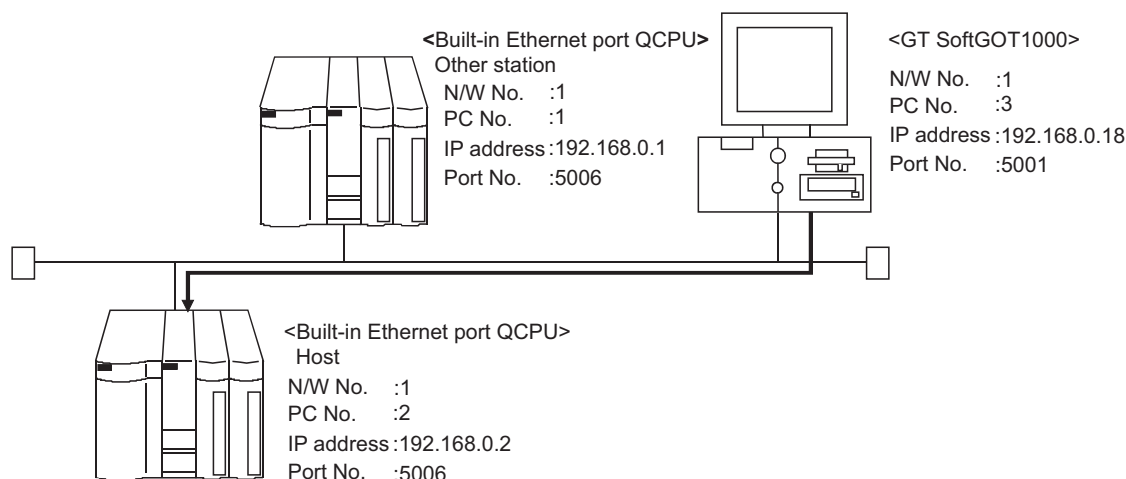 <Built-in Ethernet port QCPU>
Other station
N/W No. :1
PC No. :1
IP address :192.168.0.1
Port No. :5006
<GT SoftGOT1000>
N/W No. :1
PC No. :3
IP address :192.168.0.18
Port No. :5001
<Built-in Ethernet port QCPU>
Host
N/W No. :1
PC No. :2
IP address :192.168.0.2
Port No. :5006